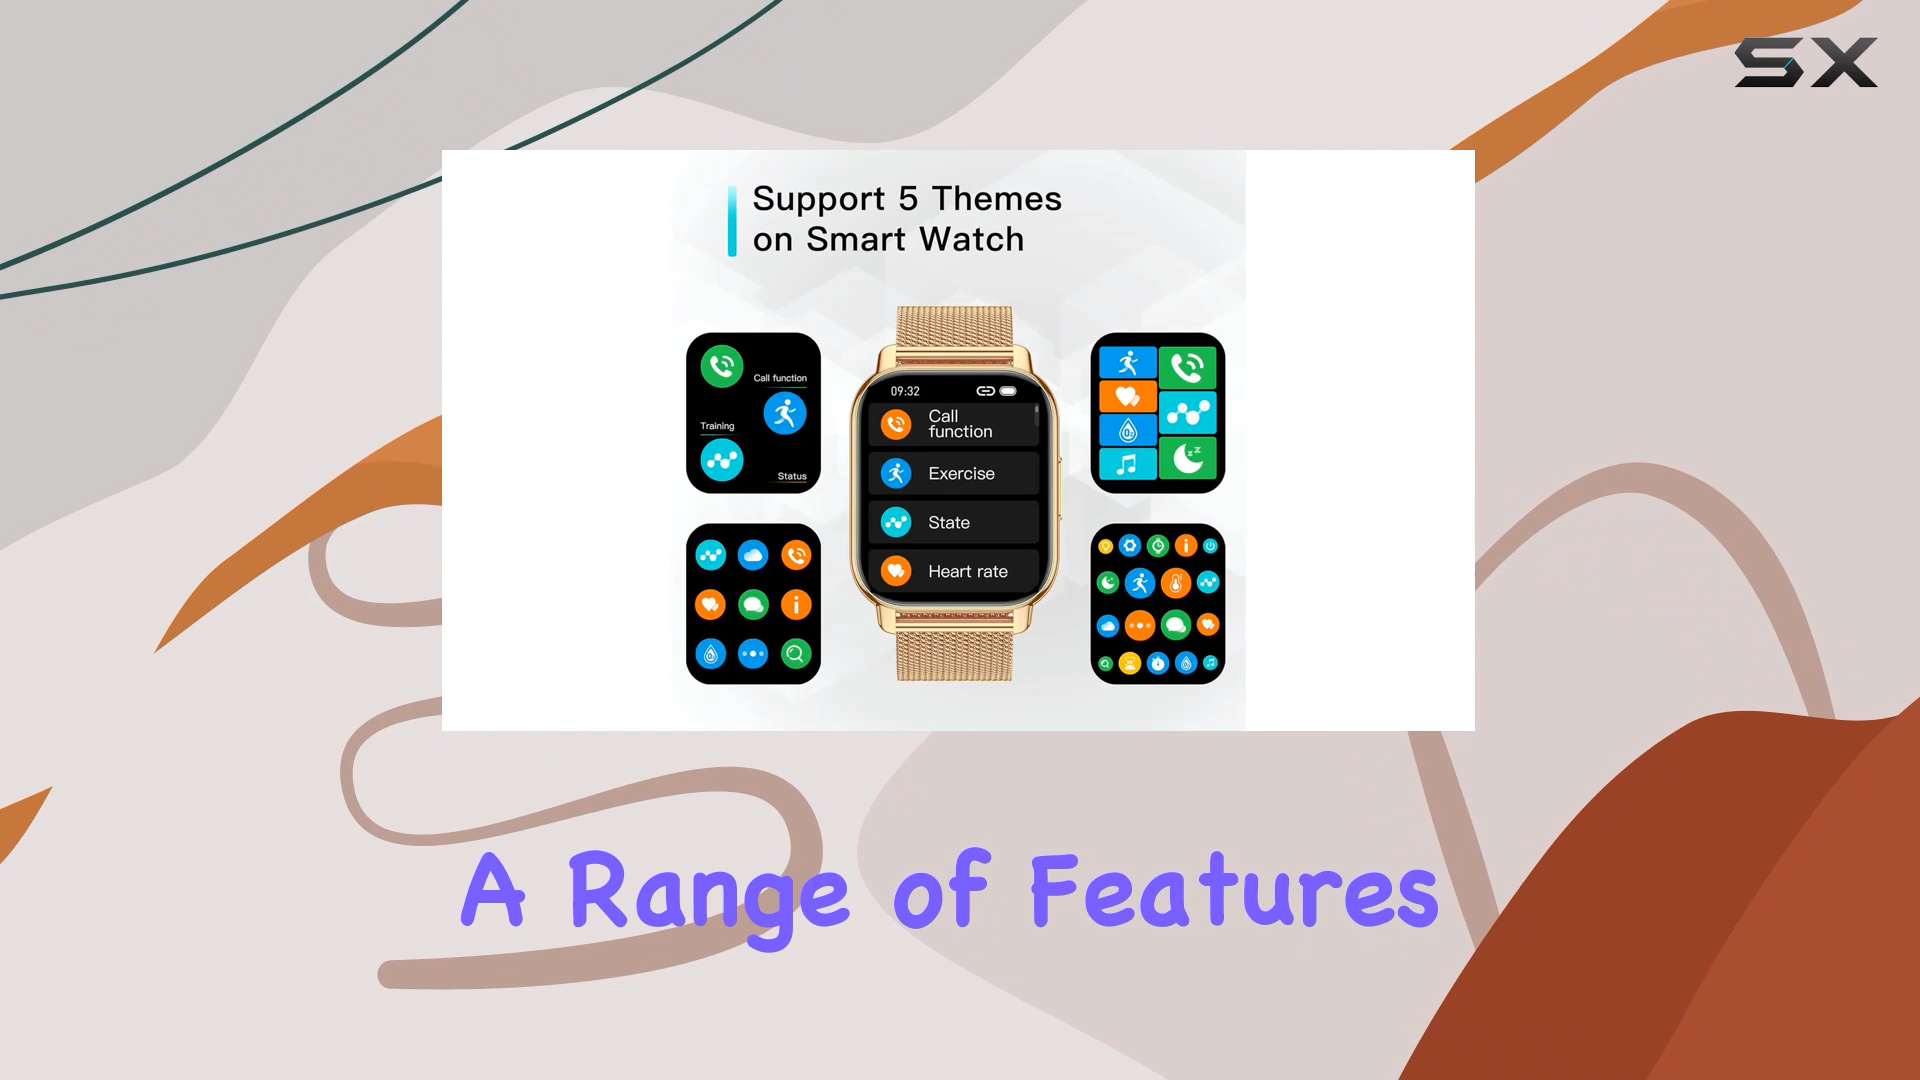 SX
Support 5 Themes
on Smart Watch
Call function
Training
Status
09:32
Call
function
Exercise
State
Heart rate
A Range of Features